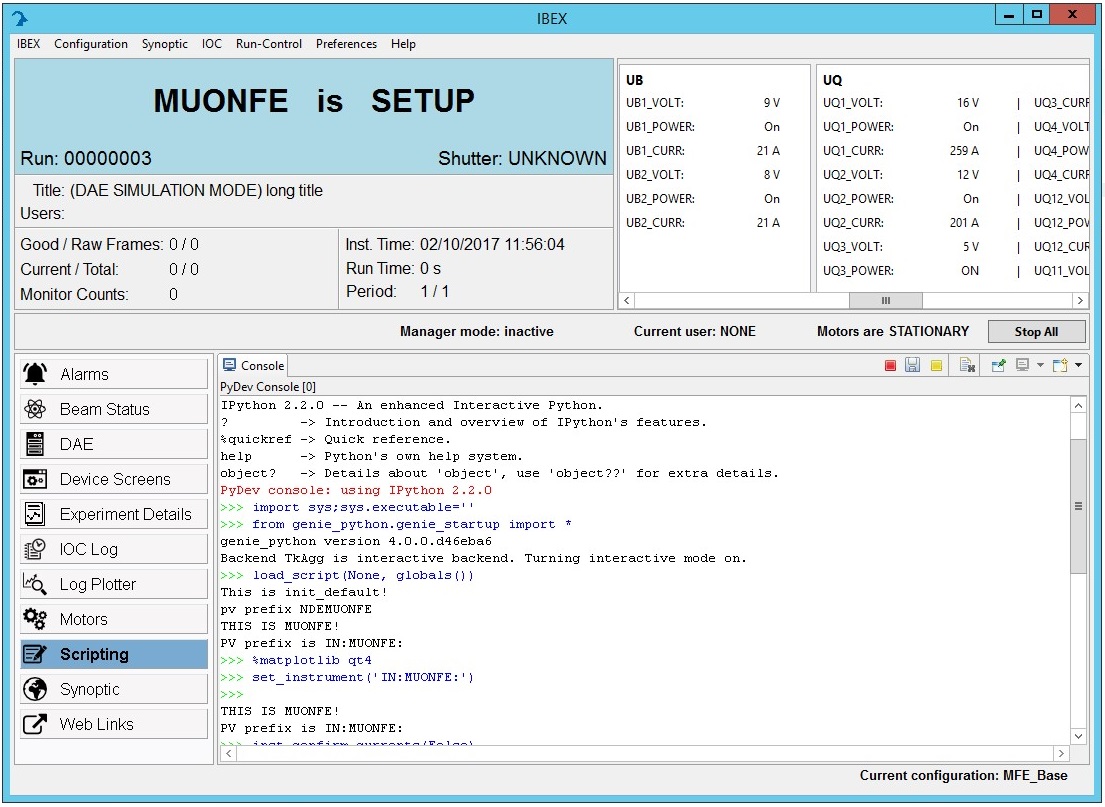 IBEX
IBEX Configuration Synoptic IOC Run-Control Preferences Help
MUONFE is SETUP
Run: 00000003 Shutter: UNKNOWN
Title: (DAE SIMULATION MODE) long title
Users:
Good / Raw Frames: 0 / 0
Current / Total: 0 / 0
Monitor Counts: 0
Inst. Time: 02/10/2017 11:56:04
Run Time: 0 s
Period: 1 / 1
UB
UB1_VOLT: 9 V
UB1_POWER: On
UB1_CURR: 21 A
UB2_VOLT: 8 V
UB2_POWER: On
UB2_CURR: 21 A
UQ
UQ1_VOLT: 16 V | UQ3_CURR
UQ1_POWER: On | UQ4_VOLT
UQ1_CURR: 259 A | UQ4_POW
UQ2_VOLT: 12 V | UQ4_CURR
UQ2_POWER: On | UQ12_VOL
UQ2_CURR: 201 A | UQ12_POV
UQ3_VOLT: 5 V | UQ12_CUR
UQ3_POWER: ON | UQ11_VOL
Manager mode: inactive Current user: NONE Motors are STATIONARY Stop All
Alarms
Beam Status
DAE
Device Screens
Experiment Details
IOC Log
Log Plotter
Motors
Scripting
Synoptic
Web Links
Console
PyDev Console [0]
IPython 2.2.0 -- An enhanced Interactive Python.
? -> Introduction and overview of IPython's features.
%quickref -> Quick reference.
help -> Python's own help system.
object? -> Details about 'object', use 'object??' for extra details.
PyDev console: using IPython 2.2.0
>>> import sys;sys.executable=''
>>> from genie_python.genie_startup import *
genie_python version 4.0.0.d46eba6
Backend TkAgg is interactive backend. Turning interactive mode on.
>>> load_script(None, globals())
This is init_default!
pv prefix NDEMUONFE
THIS IS MUONFE!
PV prefix is IN:MUONFE:
>>> %matplotlib qt4
>>> set_instrument('IN:MUONFE:')
>>>
THIS IS MUONFE!
PV prefix is IN:MUONFE:
>>> inst_confirm_currents(False)
Current configuration: MFE_Base